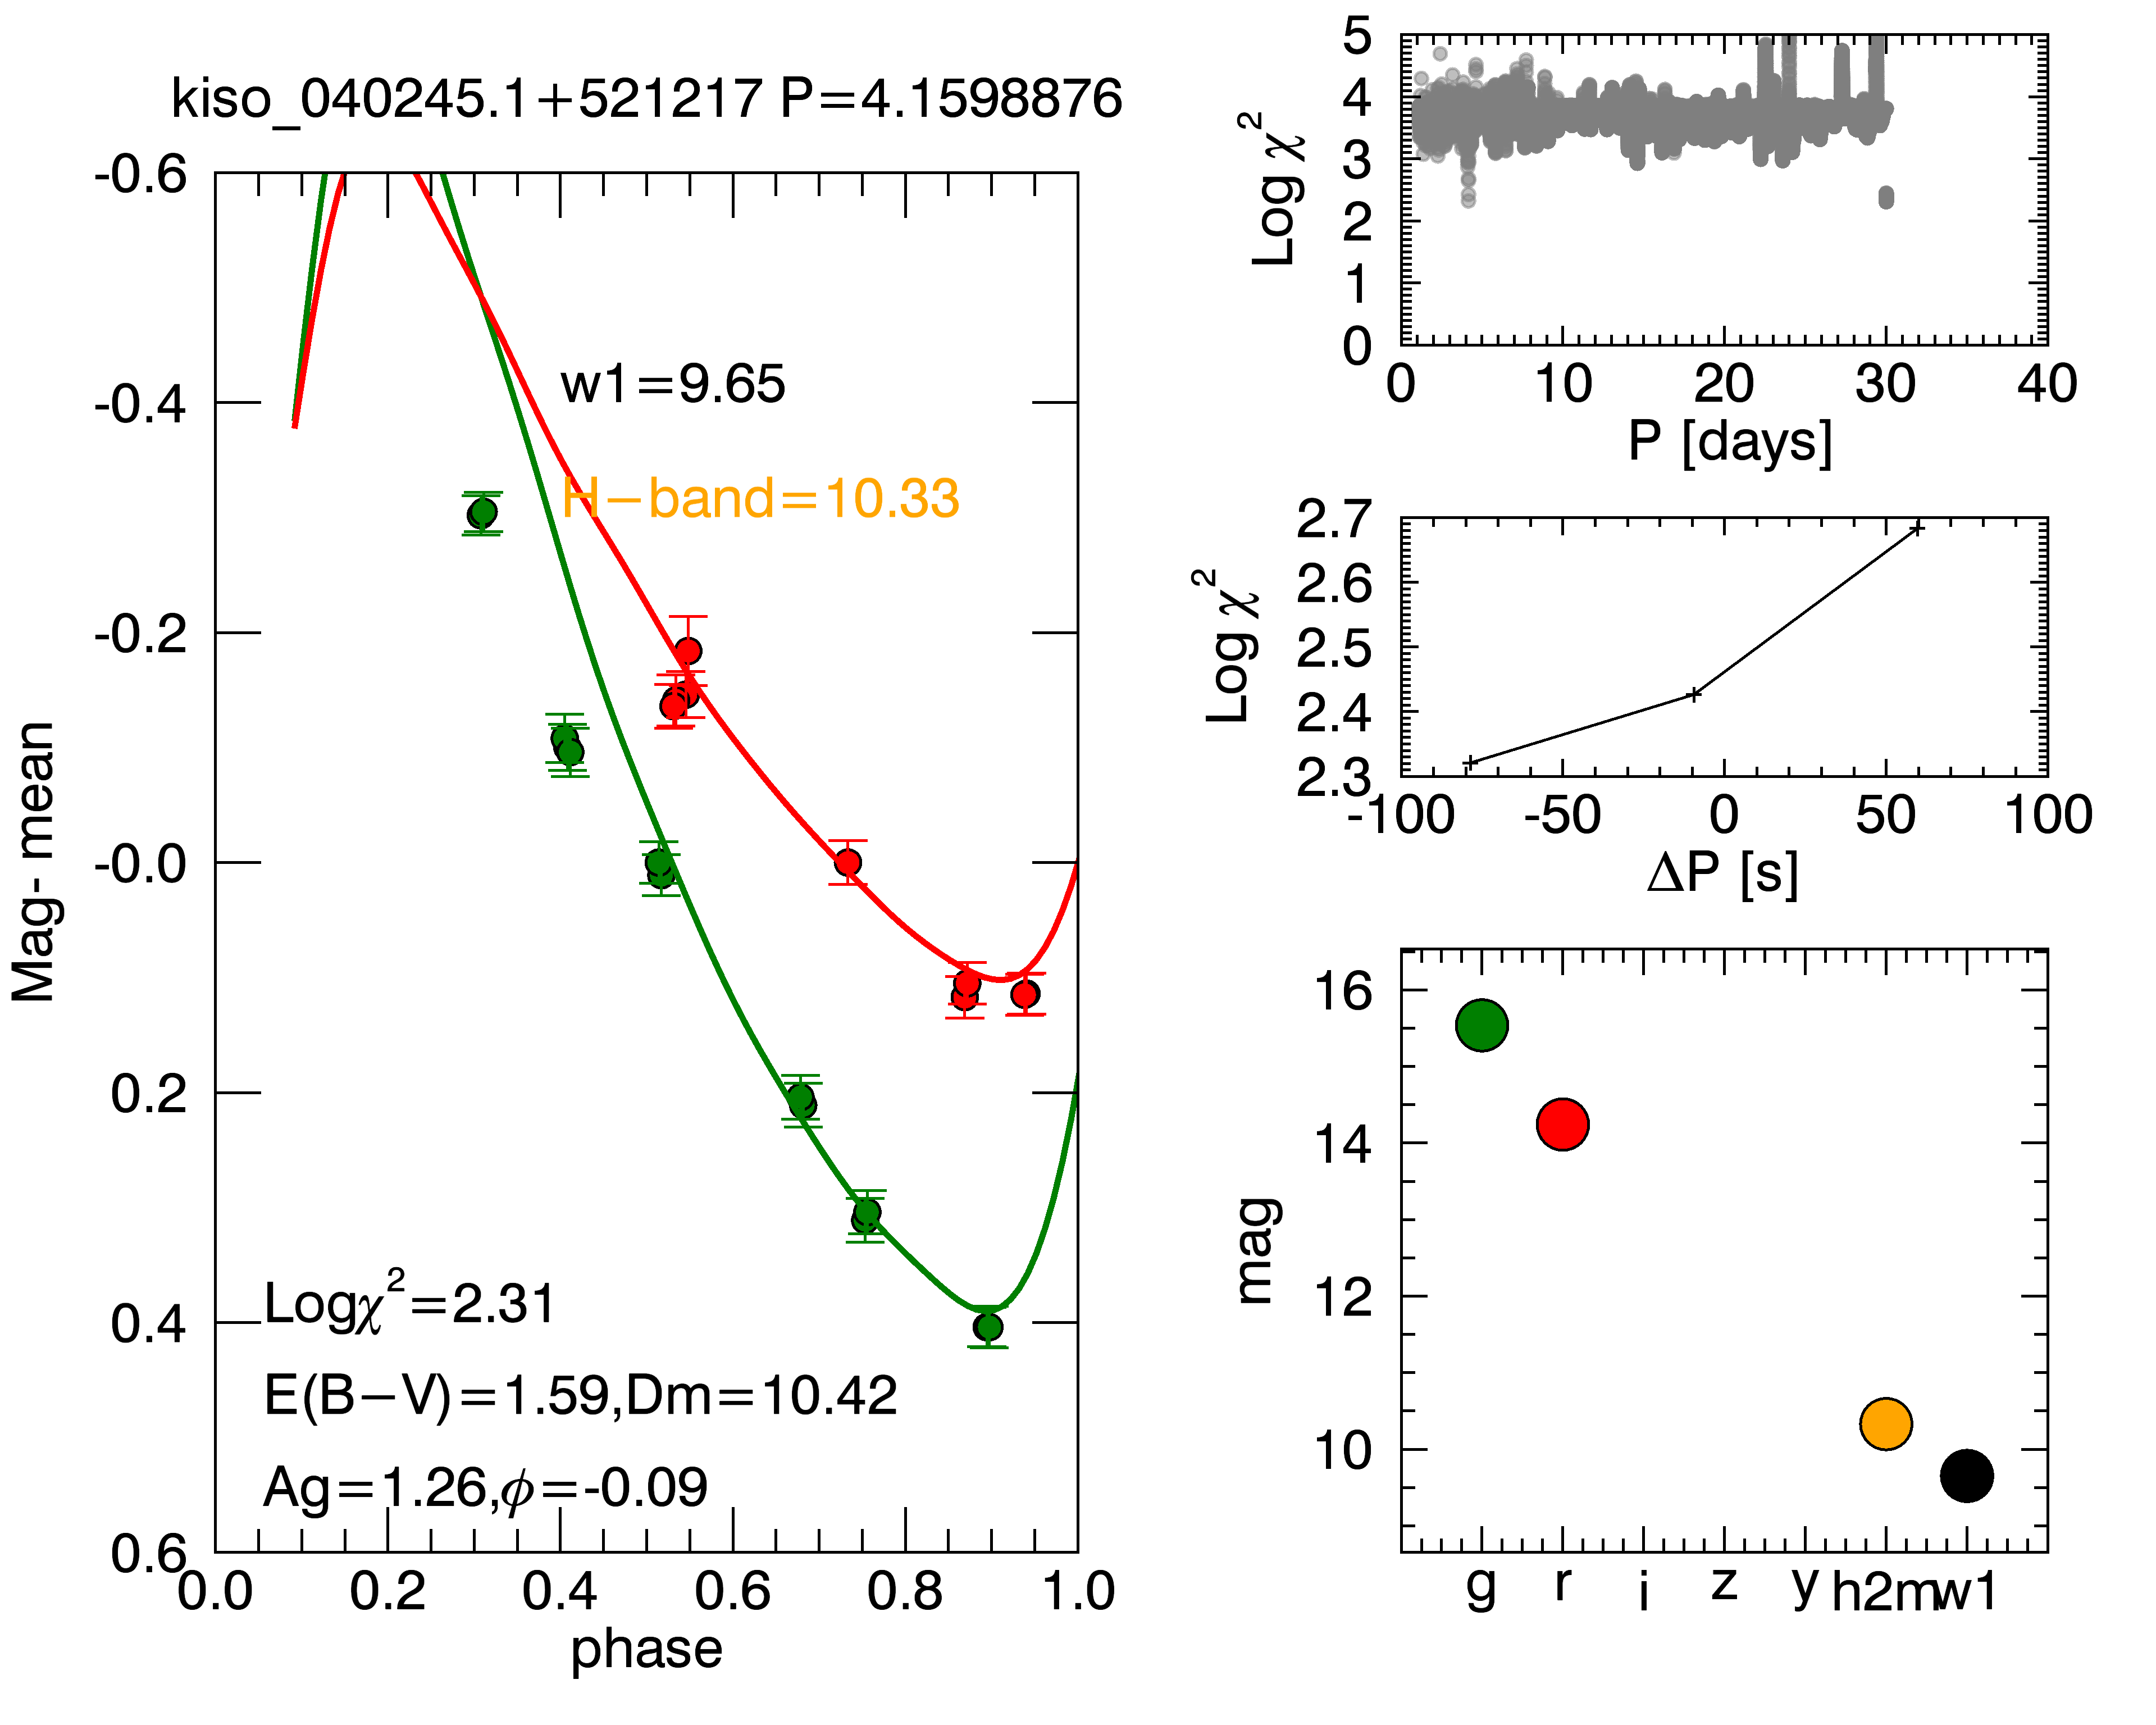 kiso_040245.1+521217 P=4.1598876
-0.6
-0.4
-0.2
-0.0
0.2
0.4
0.6
Mag- mean
w1=9.65
H−band=10.33
Logχ²=2.31
E(B−V)=1.59,Dm=10.42
Ag=1.26,ϕ=-0.09
0.0 0.2 0.4 0.6 0.8 1.0
phase
5
4
3
2
1
0
Log χ²
0 10 20 30 40
P [days]
2.7
2.6
2.5
2.4
2.3
Log χ²
-100 -50 0 50 100
ΔP [s]
16
14
12
10
mag
g r i z y h2m w1